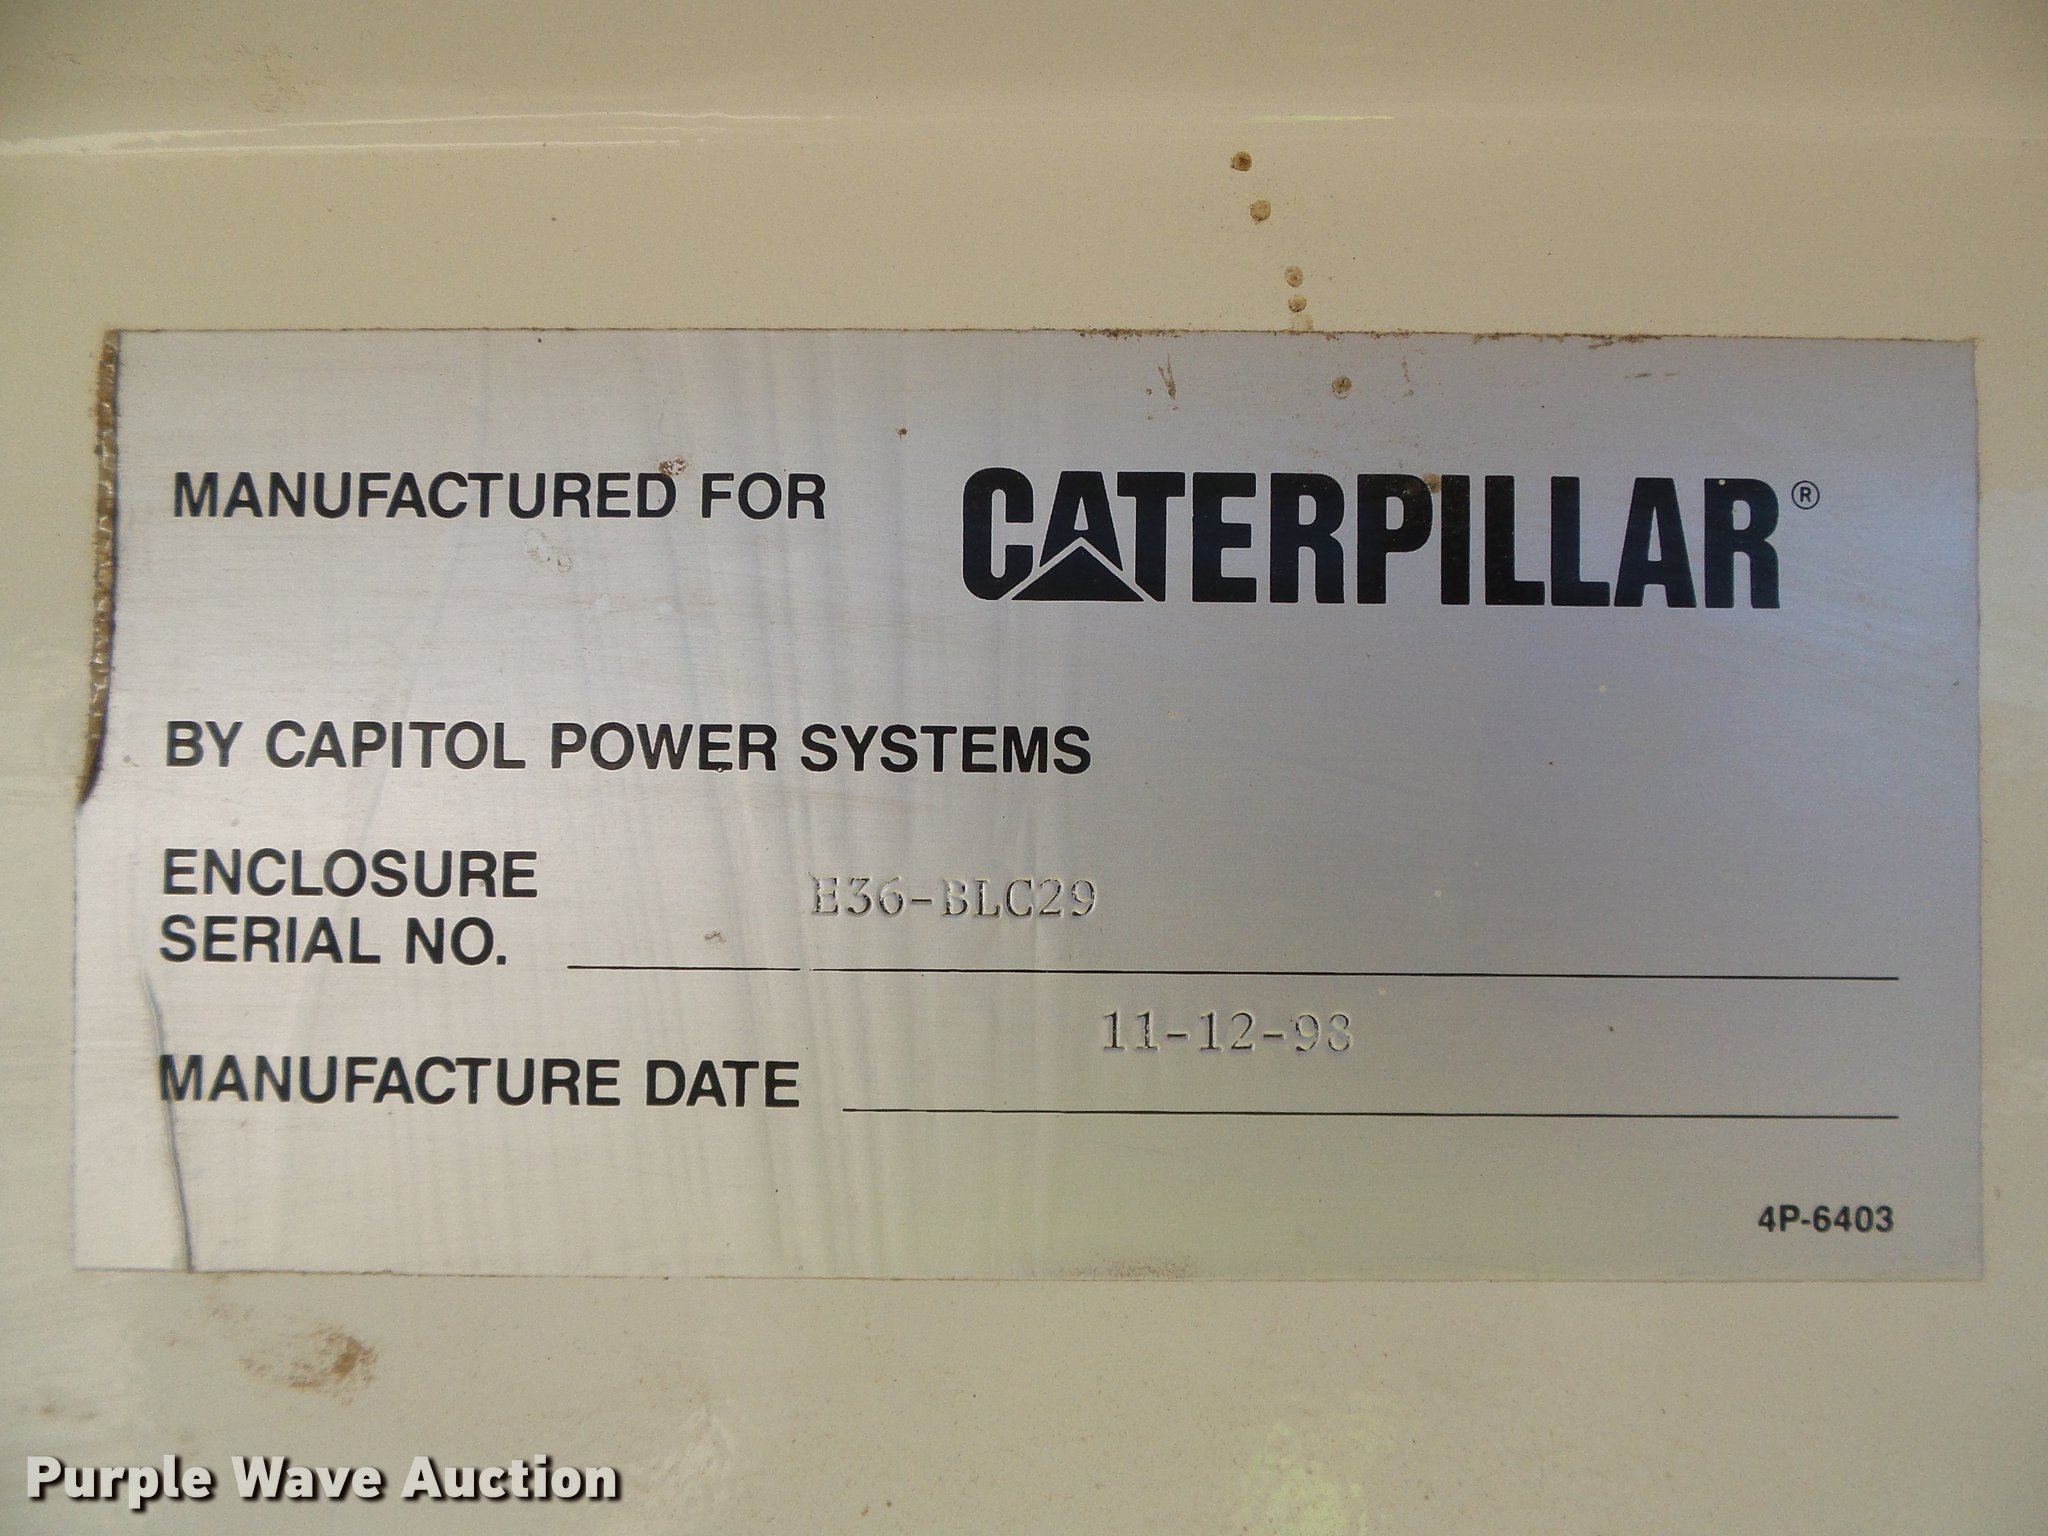 MANUFACTURED FOR CATERPILLAR®
BY CAPITOL POWER SYSTEMS
ENCLOSURE
SERIAL NO. E36-BLC29
MANUFACTURE DATE 11-12-98
4P-6403
Purple Wave Auction